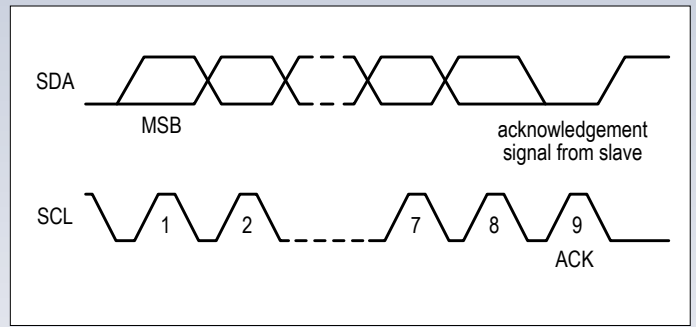 SDA
MSB
acknowledgement
signal from slave
SCL
1 2 7 8 9
ACK